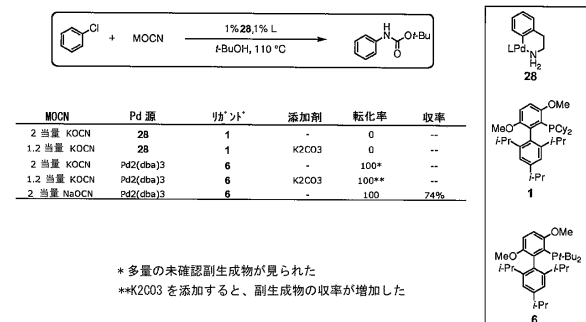 Cl
+ MOCN
1%28,1% L
t-BuOH, 110 °C
H
N
Ot-Bu
O
LPd
N
H2
28
MOCN Pd 源 リガンド 添加剤 転化率 収率
2 当量 KOCN 28 1 - 0 --
1.2 当量 KOCN 28 1 K2CO3 0 --
2 当量 KOCN Pd2(dba)3 6 - 100* --
1.2 当量 KOCN Pd2(dba)3 6 K2CO3 100** --
2 当量 NaOCN Pd2(dba)3 6 - 100 74%
OMe
MeO PCy2
i-Pr i-Pr
i-Pr
1
* 多量の未確認副生成物が見られた
**K2CO3 を添加すると、副生成物の収率が増加した
OMe
MeO Pt-Bu2
i-Pr i-Pr
i-Pr
6